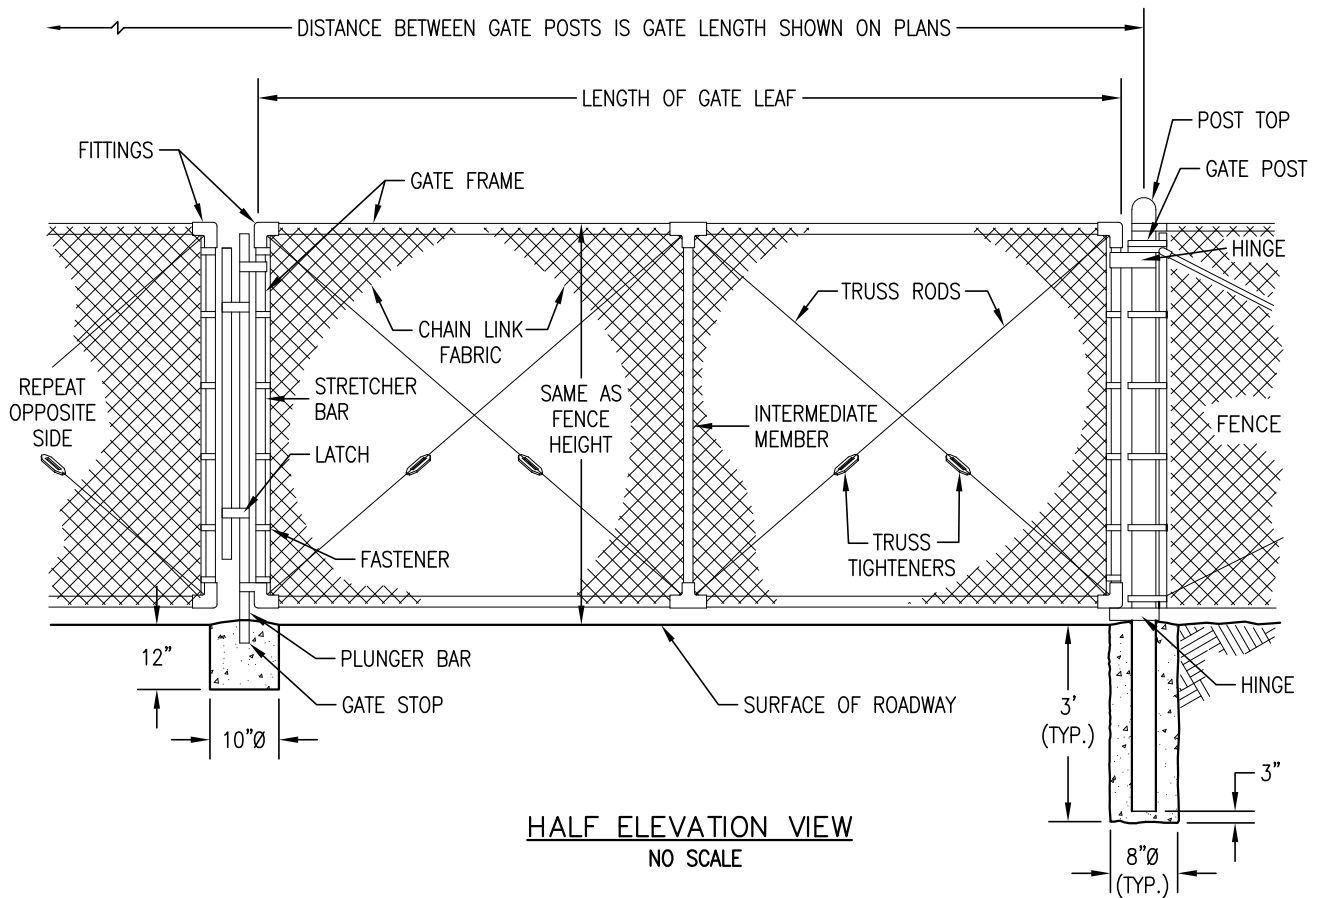 DISTANCE BETWEEN GATE POSTS IS GATE LENGTH SHOWN ON PLANS
LENGTH OF GATE LEAF
POST TOP
FITTINGS
GATE POST
GATE FRAME
HINGE
TRUSS RODS
CHAIN LINK
FABRIC
REPEAT
OPPOSITE
SIDE
STRETCHER
BAR
SAME AS
FENCE
HEIGHT
INTERMEDIATE
MEMBER
FENCE
LATCH
FASTENER
TRUSS
TIGHTENERS
12"
PLUNGER BAR
GATE STOP
SURFACE OF ROADWAY
3'
(TYP.)
HINGE
10"Ø
3"
HALF ELEVATION VIEW
NO SCALE
8"Ø
(TYP.)